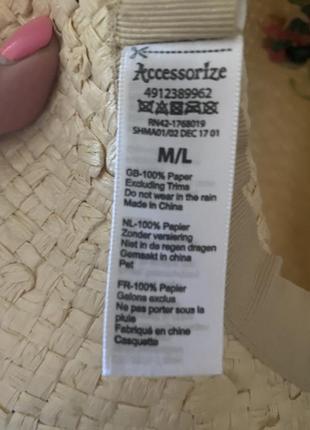 Accessorize
4912389962
RN42-1768019
SHMA01/02 DEC 17 01
M/L
GB-100% Paper
Excluding Trims
Do not wear in the rain
Made in China
NL-100% Papier
Zonder versiering
Niet in de regen dragen
Gemaakt in china
Pet
FR-100% Papier
Galons exclus
Ne pas porter sous la
pluie
Fabriqué en chine
Casquette